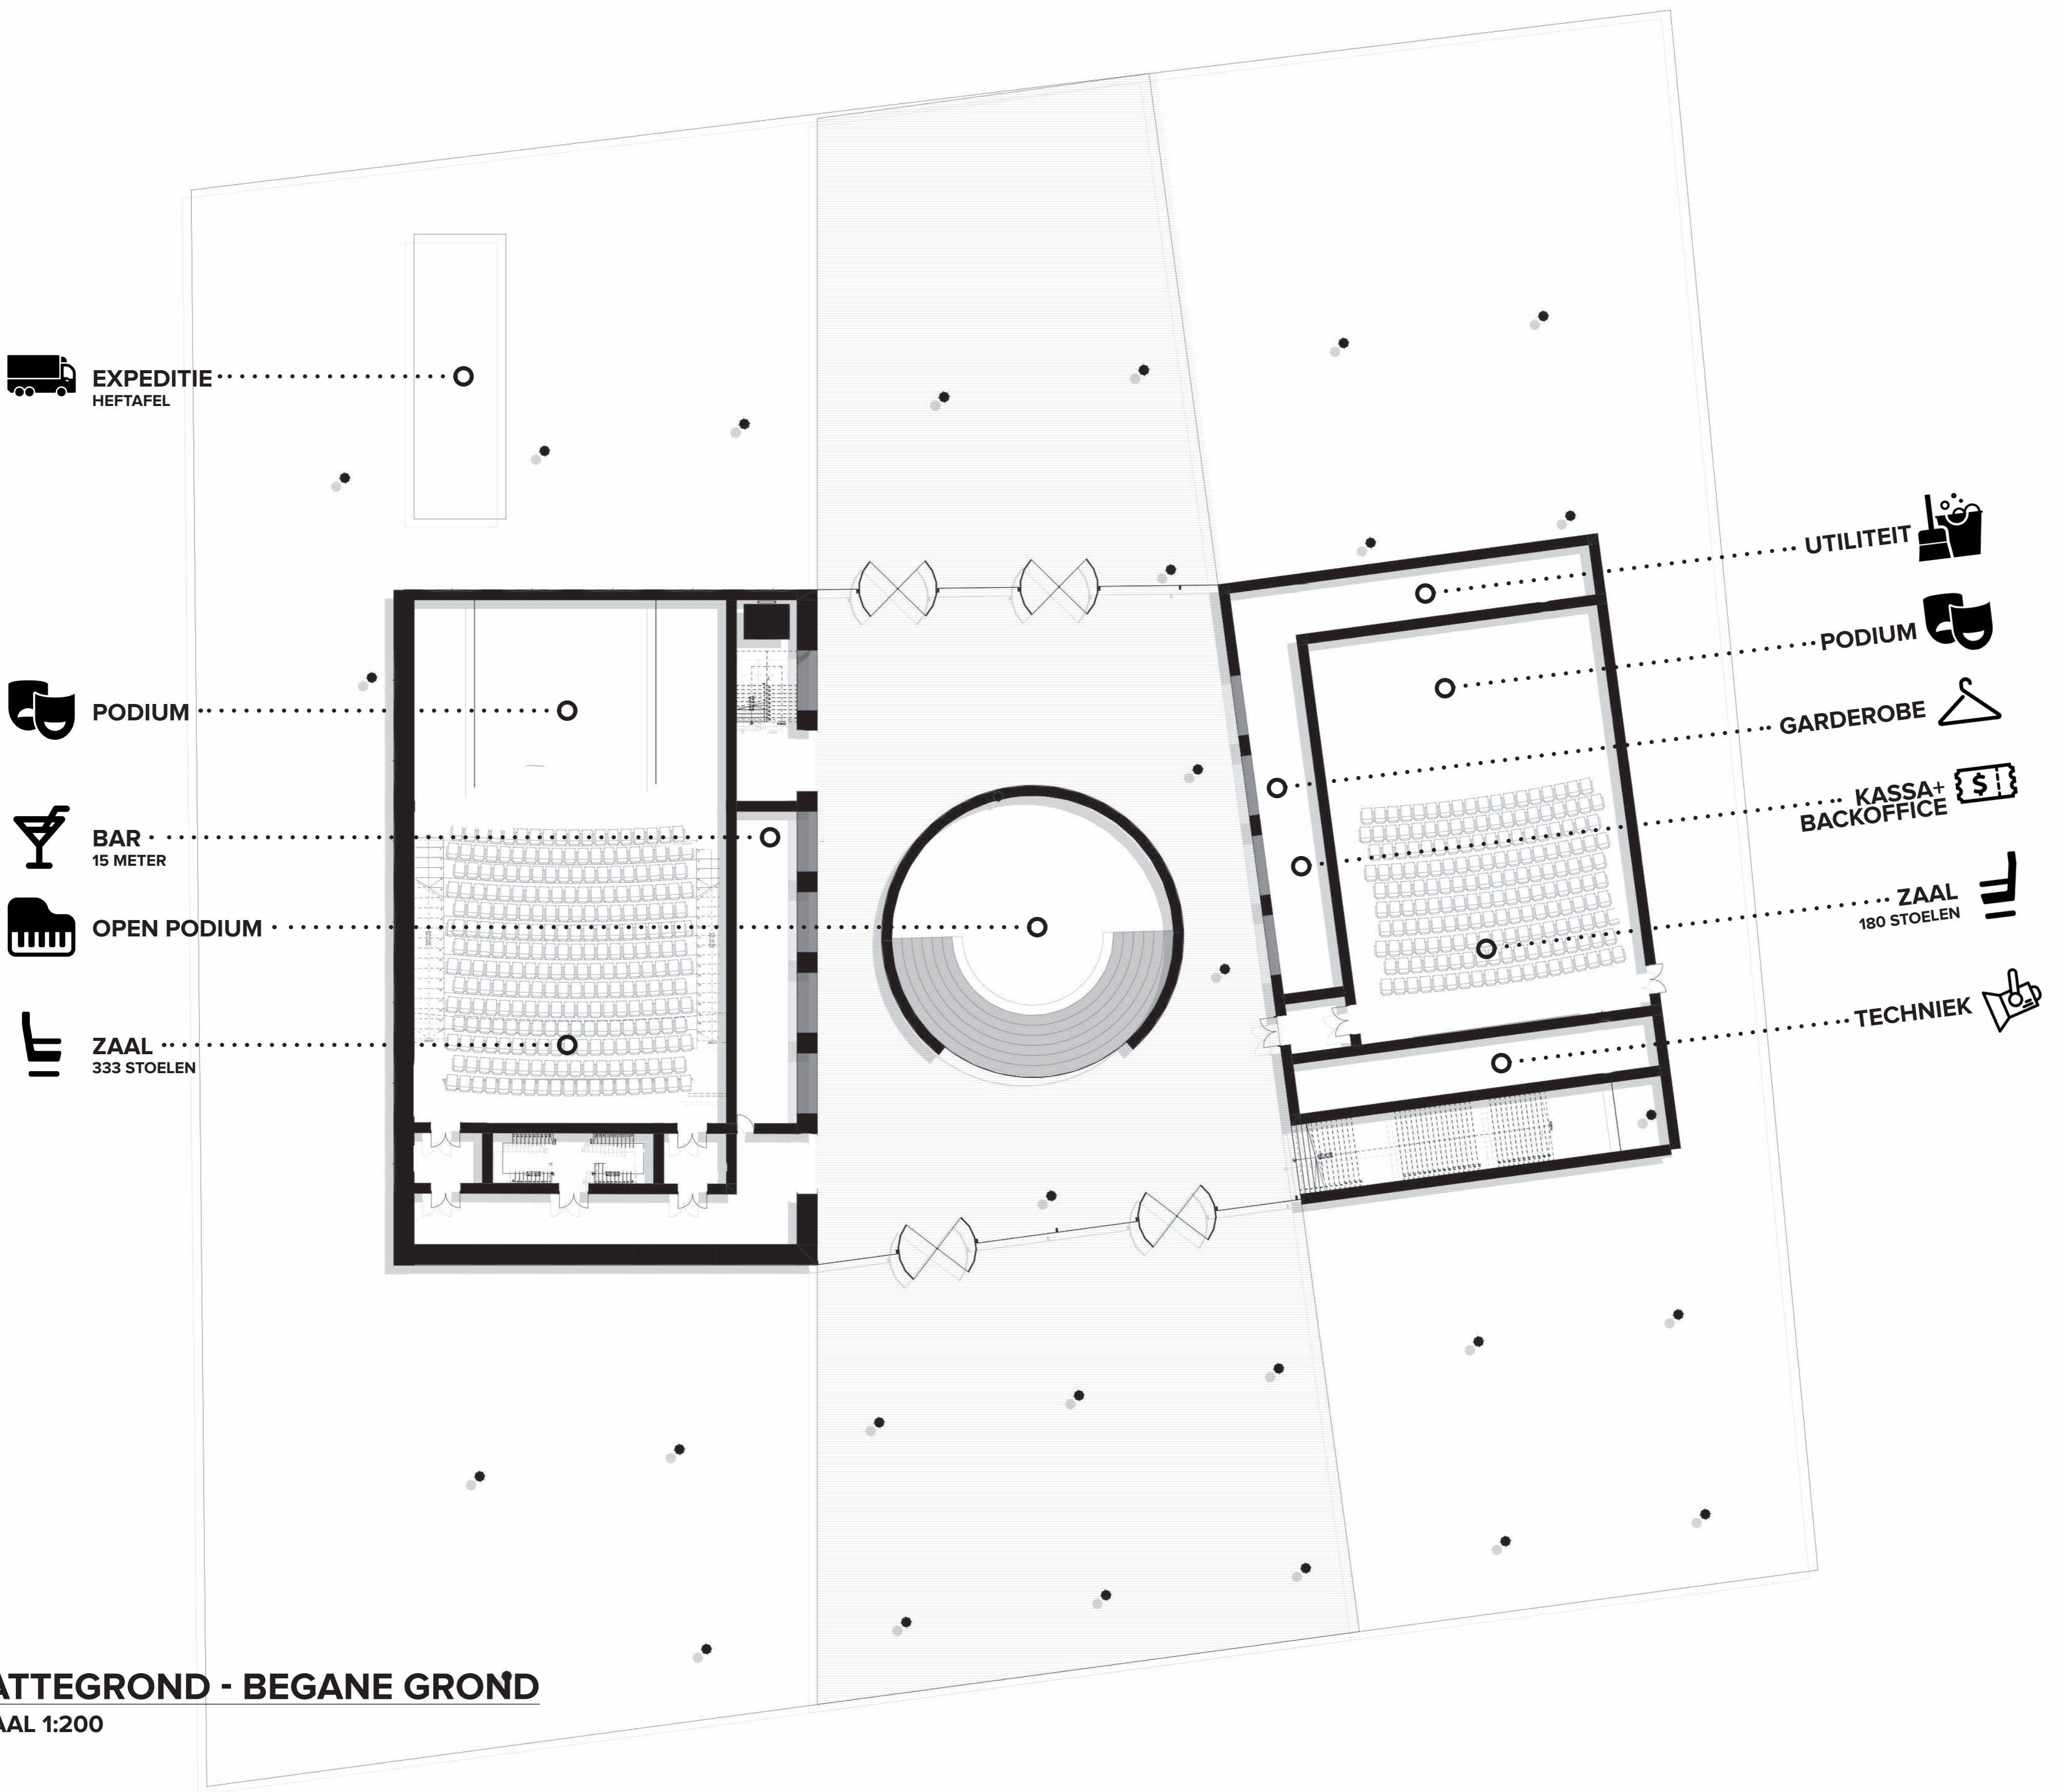 EXPEDITIE
HEFTAFEL
PODIUM
BAR
15 METER
OPEN PODIUM
ZAAL
333 STOELEN
UTILITEIT
PODIUM
GARDEROBE
KASSA+
BACKOFFICE
$
ZAAL
180 STOELEN
TECHNIEK
ATTEGROND - BEGANE GROND
AAL 1:200